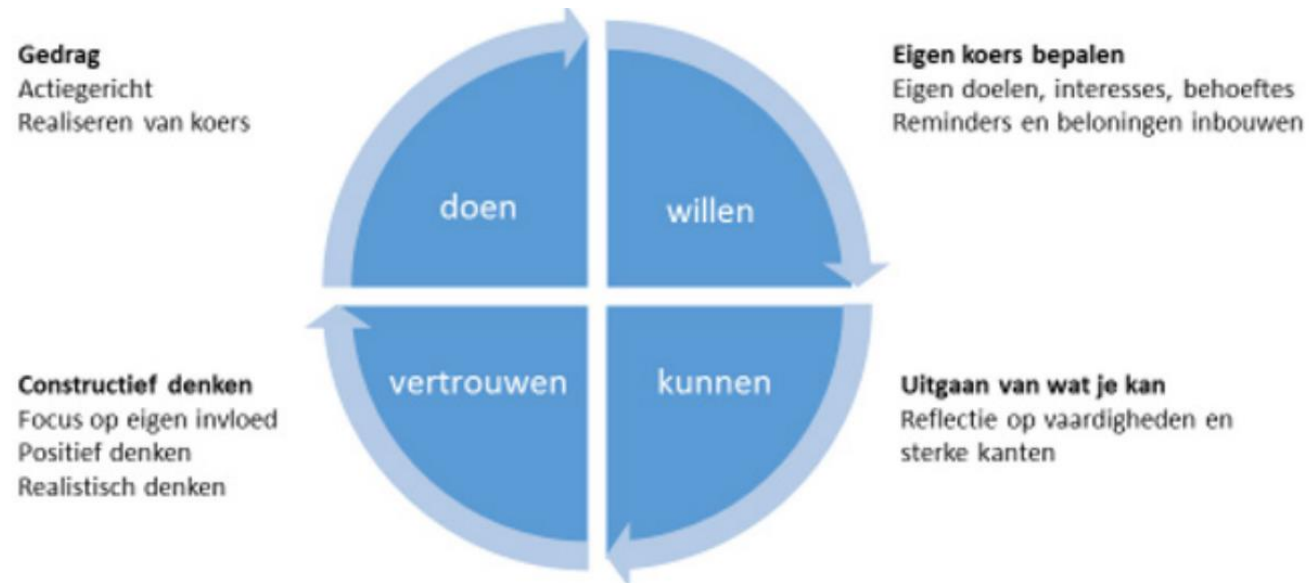 Gedrag
Actiegericht
Realiseren van koers
Eigen koers bepalen
Eigen doelen, interesses, behoeftes
Reminders en beloningen inbouwen
doen
willen
vertrouwen
kunnen
Constructief denken
Focus op eigen invloed
Positief denken
Realistisch denken
Uitgaan van wat je kan
Reflectie op vaardigheden en
sterke kanten